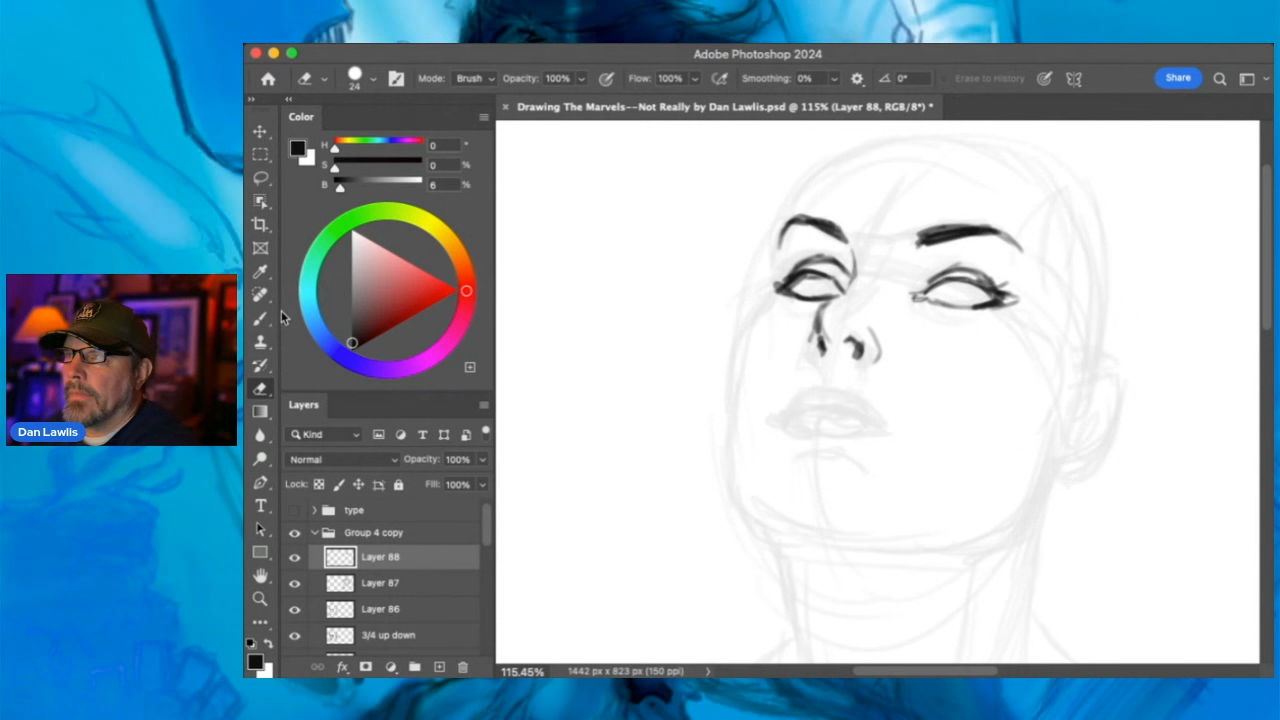 Adobe Photoshop 2024
24
Mode: Brush
Opacity: 100%
Flow: 100%
Smoothing: 0%
0°
Erase to History
Share
Drawing The Marvels--Not Really by Dan Lawlis.psd @ 115% (Layer 88, RGB/8*) *
Color
H 0 °
S 0 %
B 6 %
Layers
Kind
Normal
Opacity: 100%
Lock:
Fill: 100%
type
Group 4 copy
Layer 88
Layer 87
Layer 86
3/4 up down
115.45%
1442 px x 823 px (150 ppi)
Dan Lawlis